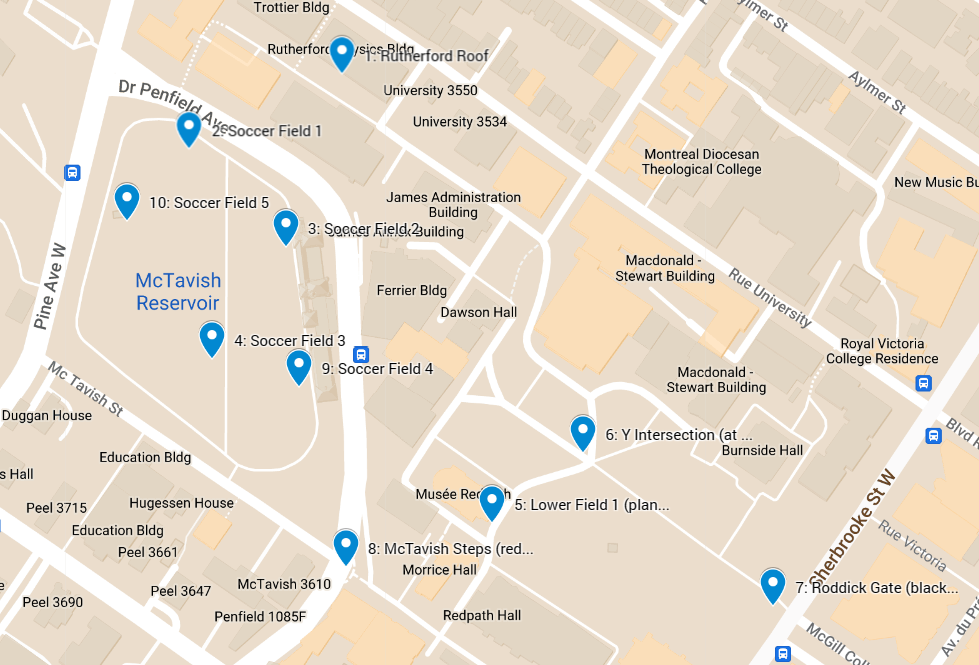 Trottier Bldg
Aylmer St
Rutherford Physics Bldg
1: Rutherford Roof
Aylmer St
Dr Penfield Ave
University 3550
2: Soccer Field 1
University 3534
Montreal Diocesan
Theological College
New Music Bu
10: Soccer Field 5
James Administration
Building
3: Soccer Field 2
James Annex Building
Pine Ave W
McTavish
Reservoir
Macdonald -
Stewart Building
Rue University
Ferrier Bldg
Dawson Hall
4: Soccer Field 3
Royal Victoria
College Residence
9: Soccer Field 4
Mc Tavish St
Macdonald -
Stewart Building
Duggan House
Blvd R
6: Y Intersection (at ...
Burnside Hall
Education Bldg
s Hall
Musée Redpath
5: Lower Field 1 (plan...
Hugessen House
Peel 3715
Sherbrooke St W
Education Bldg
Peel 3661
8: McTavish Steps (red...
Rue Victoria
Morrice Hall
e
McTavish 3610
Peel 3647
7: Roddick Gate (black...
Peel 3690
Penfield 1085F
Redpath Hall
McGill Coll
Av. du Pré